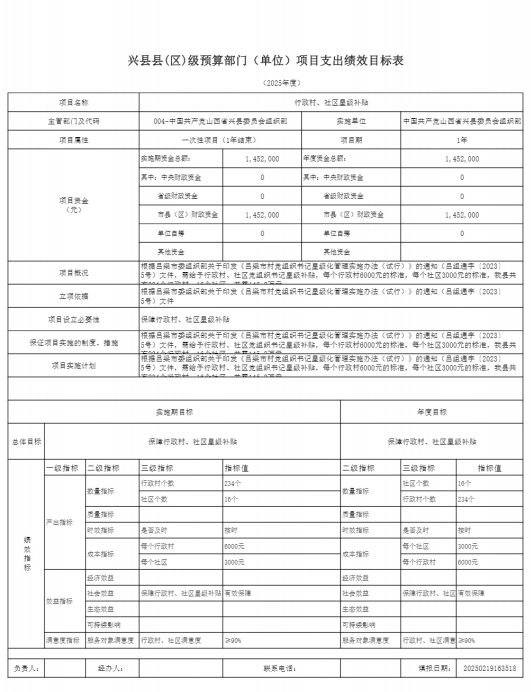 兴县县(区)级预算部门（单位）项目支出绩效目标表
（2025年度）
项目名称 行政村、社区星级补贴
主管部门及代码 004-中国共产党山西省兴县委员会组织部 实施单位 中国共产党山西省兴县委员会组织部
项目属性 一次性项目（1年结束） 项目期 1年
项目资金（元）
实施期资金总额： 1,452,000 年度资金总额： 1,452,000
其中：中央财政资金 0 其中：中央财政资金 0
省级财政资金 0 省级财政资金 0
市县（区）财政资金 1,452,000 市县（区）财政资金 1,452,000
单位自筹 0 单位自筹 0
其他资金 其他资金
项目概况
根据吕梁市委组织部关于印发《吕梁市村党组织书记星级化管理实施办法（试行）》的通知（吕组通字〔2023〕
5号）文件，需给予行政村、社区党组织书记星级补贴，每个行政村6000元的标准，每个社区3000元的标准，我县共
立项依据
根据吕梁市委组织部关于印发《吕梁市村党组织书记星级化管理实施办法（试行）》的通知（吕组通字〔2023〕
5号）文件
项目设立必要性 保障行政村、社区星级补贴
保证项目实施的制度、措施
根据吕梁市委组织部关于印发《吕梁市村党组织书记星级化管理实施办法（试行）》的通知（吕组通字〔2023〕
5号）文件，需给予行政村、社区党组织书记星级补贴，每个行政村6000元的标准，每个社区3000元的标准，我县共
项目实施计划
根据吕梁市委组织部关于印发《吕梁市村党组织书记星级化管理实施办法（试行）》的通知（吕组通字〔2023〕
5号）文件，需给予行政村、社区党组织书记星级补贴，每个行政村6000元的标准，每个社区3000元的标准，我县共
实施期目标 年度目标
总体目标 保障行政村、社区星级补贴 保障行政村、社区星级补贴
绩效指标
一级指标 二级指标 三级指标 指标值 二级指标 三级指标 指标值
产出指标
数量指标 行政村个数 234个 数量指标 社区个数 16个
社区个数 16个 行政村个数 234个
质量指标 质量指标
时效指标 是否及时 按时 时效指标 是否及时 按时
成本指标 每个行政村 6000元 成本指标 每个社区 3000元
每个社区 3000元 每个行政村 6000元
效益指标
经济效益 经济效益
社会效益 保障行政村、社区星级补贴 有效保障 社会效益 保障行政村、社区 有效保障
生态效益 生态效益
可持续影响 可持续影响
满意度指标 服务对象满意度 行政村、社区满意度 ≥90% 服务对象满意度 行政村、社区满意 ≥90%
负责人： 经办人： 联系电话： 填报日期： 20250219163518